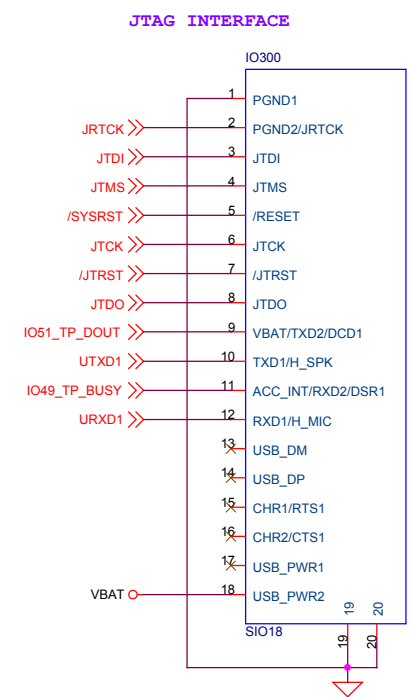 JTAG INTERFACE
IO300
1 PGND1
JRTCK 2 PGND2/JRTCK
JTDI 3 JTDI
JTMS 4 JTMS
/SYSRST 5 /RESET
JTCK 6 JTCK
/JTRST 7 /JTRST
JTDO 8 JTDO
IO51_TP_DOUT 9 VBAT/TXD2/DCD1
UTXD1 10 TXD1/H_SPK
IO49_TP_BUSY 11 ACC_INT/RXD2/DSR1
URXD1 12 RXD1/H_MIC
13 USB_DM
14 USB_DP
15 CHR1/RTS1
16 CHR2/CTS1
17 USB_PWR1
VBAT 18 USB_PWR2
19 20
SIO18
19 20